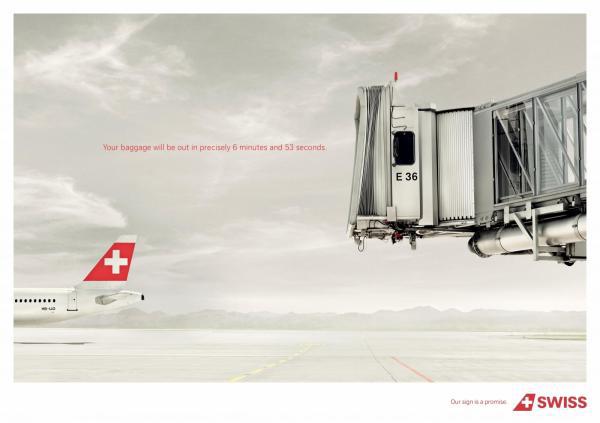 Your baggage will be out in precisely 6 minutes and 53 seconds.
E 36
Our sign is a promise.
SWISS